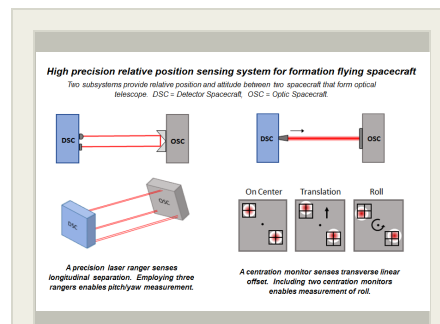 High precision relative position sensing system for formation flying spacecraft
Two subsystems provide relative position and attitude between two spacecraft that form optical
telescope. DSC = Detector Spacecraft, OSC = Optic Spacecraft.
DSC
OSC
DSC
OSC
DSC
OSC
On Center
Translation
Roll
A precision laser ranger senses
longitudinal separation. Employing three
rangers enables pitch/yaw measurement.
A centration monitor senses transverse linear
offset. Including two centration monitors
enables measurement of roll.